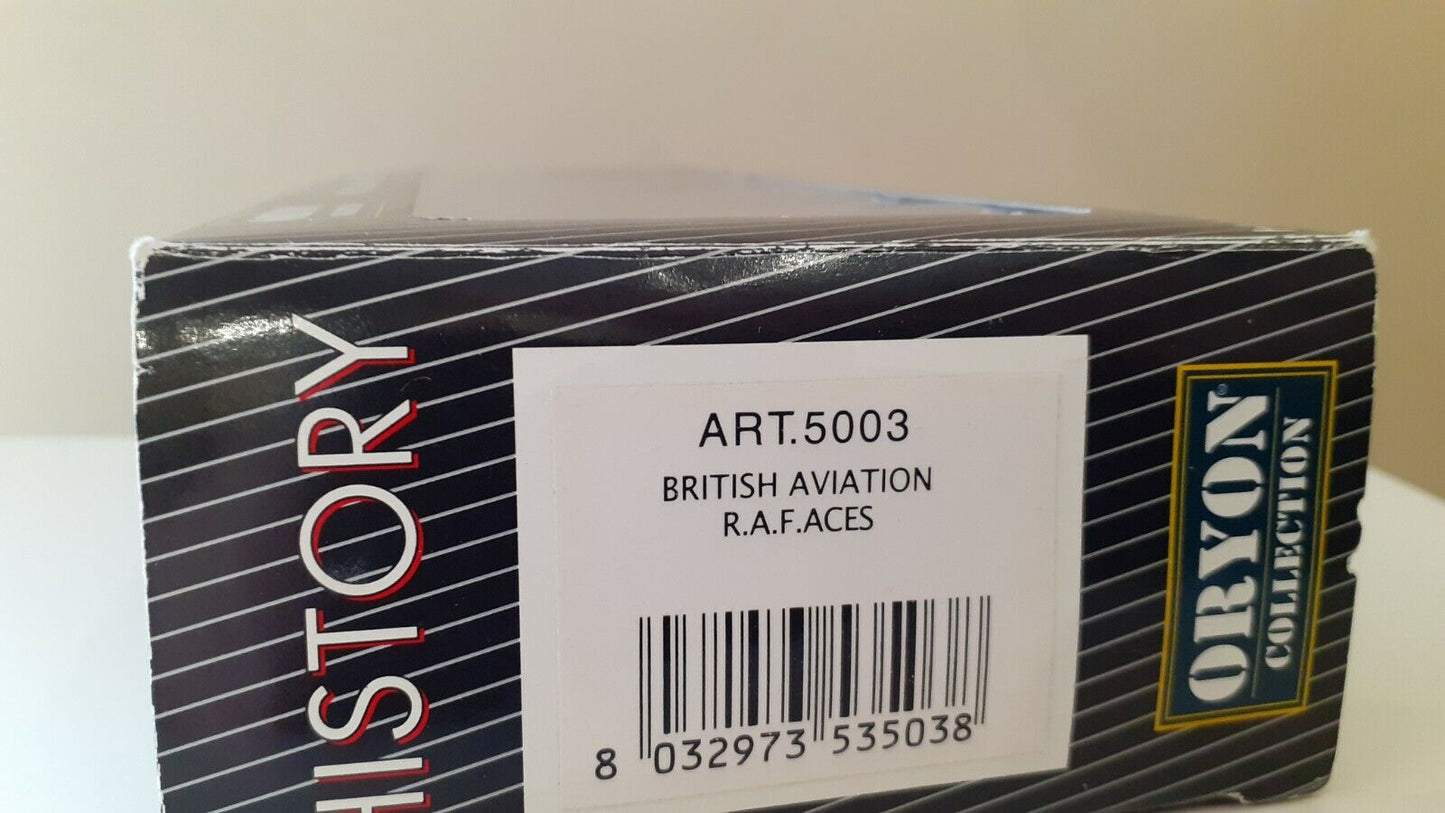 HISTORY
ART.5003
BRITISH AVIATION
R.A.F.ACES
8 032973 535038
ORYON®
COLLECTION